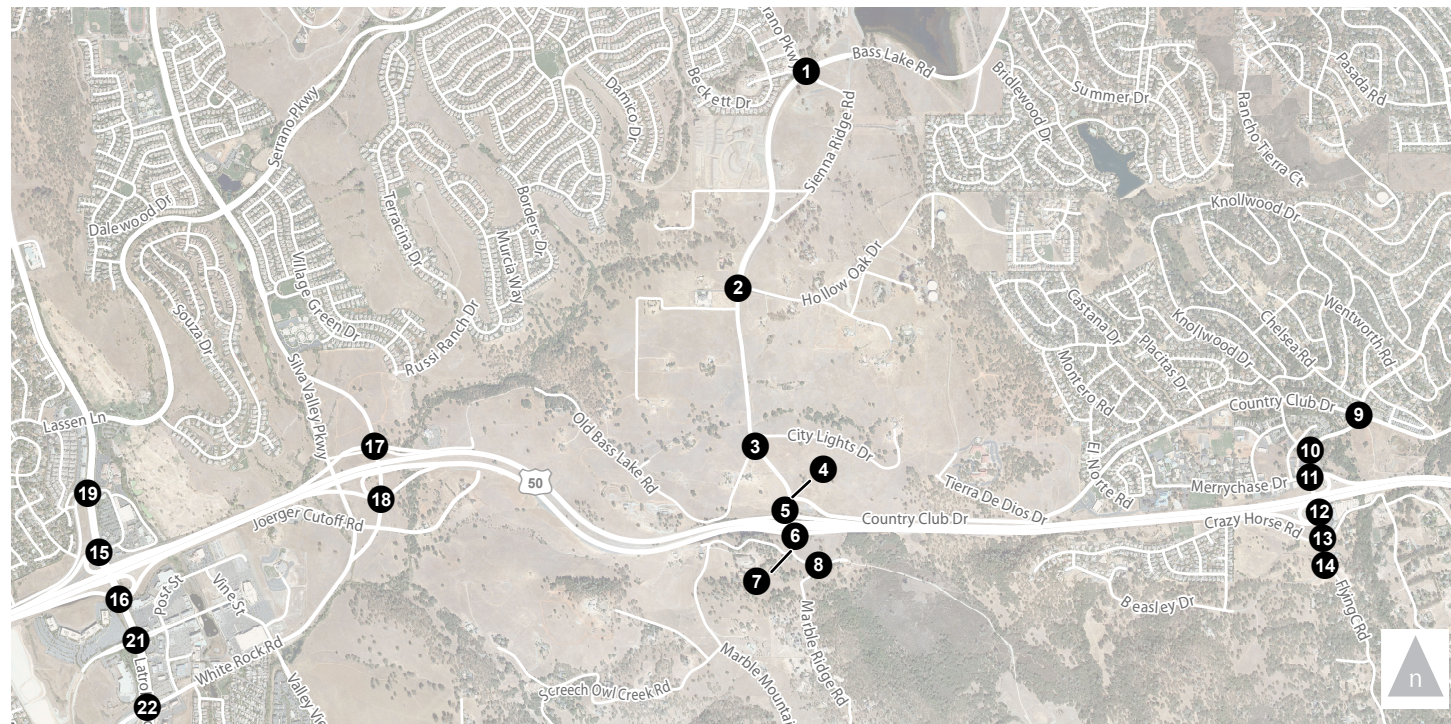 rano Pkwy
1
Bass Lake Rd
Beckett Dr
Damico Dr
Bridlewood Dr
Summer Dr
Pasada Rd
Rancho Tierra Ct
Serrano Pkwy
Sienna Ridge Rd
Dalewood Dr
Terracina Dr
Borders Dr
Murcia Way
Knollwood Dr
Village Green Dr
Souza Dr
Russi Ranch Dr
2
Hollow Oak Dr
Castana Dr
Knollwood Dr
Chelsea Rd
Wentworth Rd
Placitas Dr
Montero Rd
Silva Valley Pkwy
Lassen Ln
Country Club Dr
9
Old Bass Lake Rd
17
3
City Lights Dr
10
4
11
El Norte Rd
Merrychase Dr
Tierra De Dios Dr
19
18
50
5
12
Joerger Cutoff Rd
Country Club Dr
Crazy Horse Rd
6
13
15
8
14
7
Post St
Vine St
16
Beasley Dr
Flying C Rd
21
Marble Ridge Rd
White Rock Rd
Latro
Marble Mountai
Screech Owl Creek Rd
Valley Vi
22
n